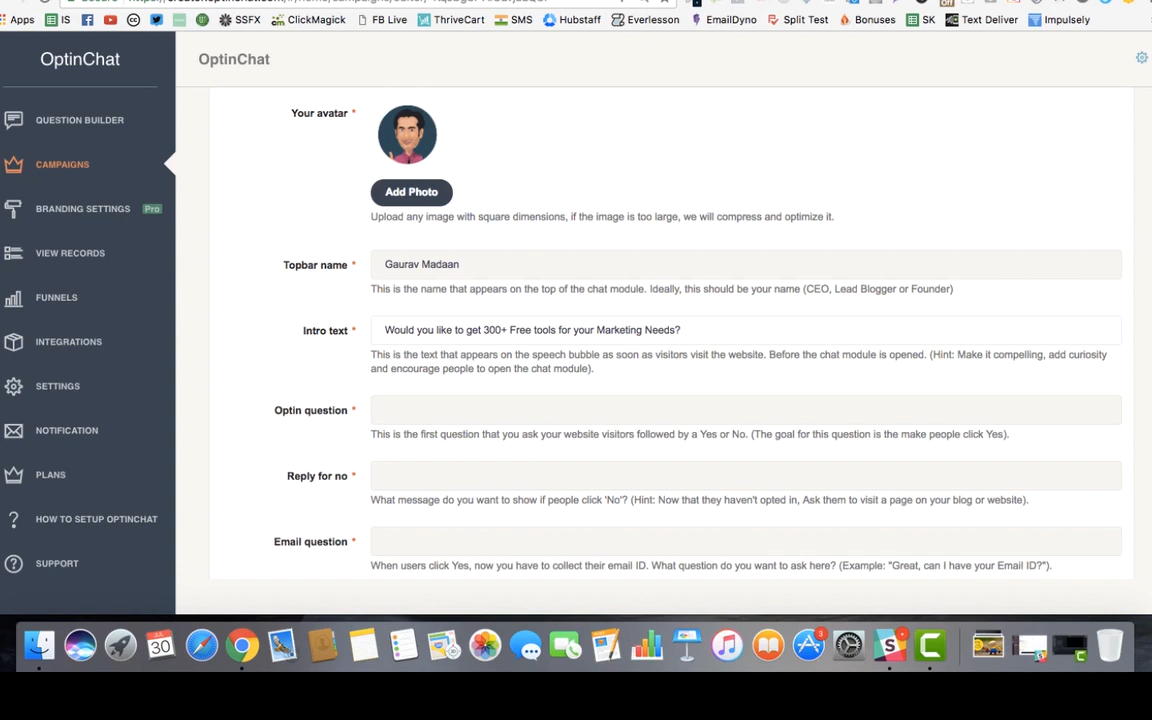 Apps
IS
SSFX
ClickMagick
FB Live
ThriveCart
SMS
Hubstaff
Everlesson
EmailDyno
Split Test
Bonuses
SK
Text Deliver
Impulsely
OptinChat
OptinChat
QUESTION BUILDER
CAMPAIGNS
BRANDING SETTINGS Pro
VIEW RECORDS
FUNNELS
INTEGRATIONS
SETTINGS
NOTIFICATION
PLANS
HOW TO SETUP OPTINCHAT
SUPPORT
Your avatar *
Add Photo
Upload any image with square dimensions, if the image is too large, we will compress and optimize it.
Topbar name *
Gaurav Madaan
This is the name that appears on the top of the chat module. Ideally, this should be your name (CEO, Lead Blogger or Founder)
Intro text *
Would you like to get 300+ Free tools for your Marketing Needs?
This is the text that appears on the speech bubble as soon as visitors visit the website. Before the chat module is opened. (Hint: Make it compelling, add curiosity
and encourage people to open the chat module).
Optin question *
This is the first question that you ask your website visitors followed by a Yes or No. (The goal for this question is the make people click Yes).
Reply for no *
What message do you want to show if people click 'No'? (Hint: Now that they haven't opted in, Ask them to visit a page on your blog or website).
Email question *
When users click Yes, now you have to collect their email ID. What question do you want to ask here? (Example: "Great, can I have your Email ID?").
30
3